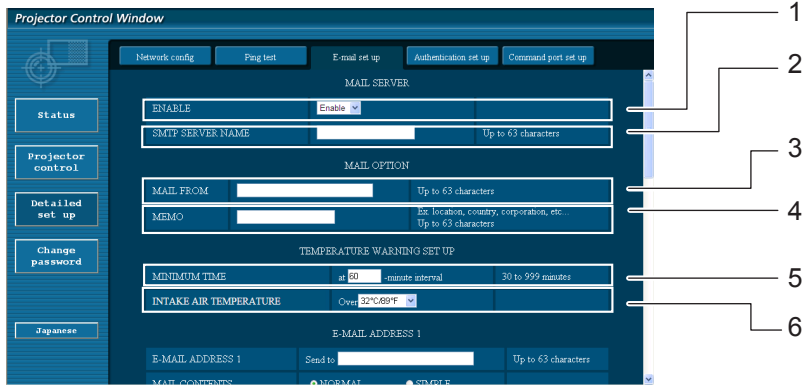 Projector Control Window
Network config
Ping test
E-mail set up
Authentication set up
Command port set up
MAIL SERVER
ENABLE
Enable
1
SMTP SERVER NAME
Up to 63 characters
2
MAIL OPTION
MAIL FROM
Up to 63 characters
3
MEMO
Ex. location, country, corporation, etc...
Up to 63 characters
4
TEMPERATURE WARNING SET UP
MINIMUM TIME
at 60 -minute interval
30 to 999 minutes
5
INTAKE AIR TEMPERATURE
Over 32°C/89°F
6
E-MAIL ADDRESS 1
E-MAIL ADDRESS 1
Send to
Up to 63 characters
MAIL CONTENTS
NORMAL
SIMPLE
Status
Projector
control
Detailed
set up
Change
password
Japanese